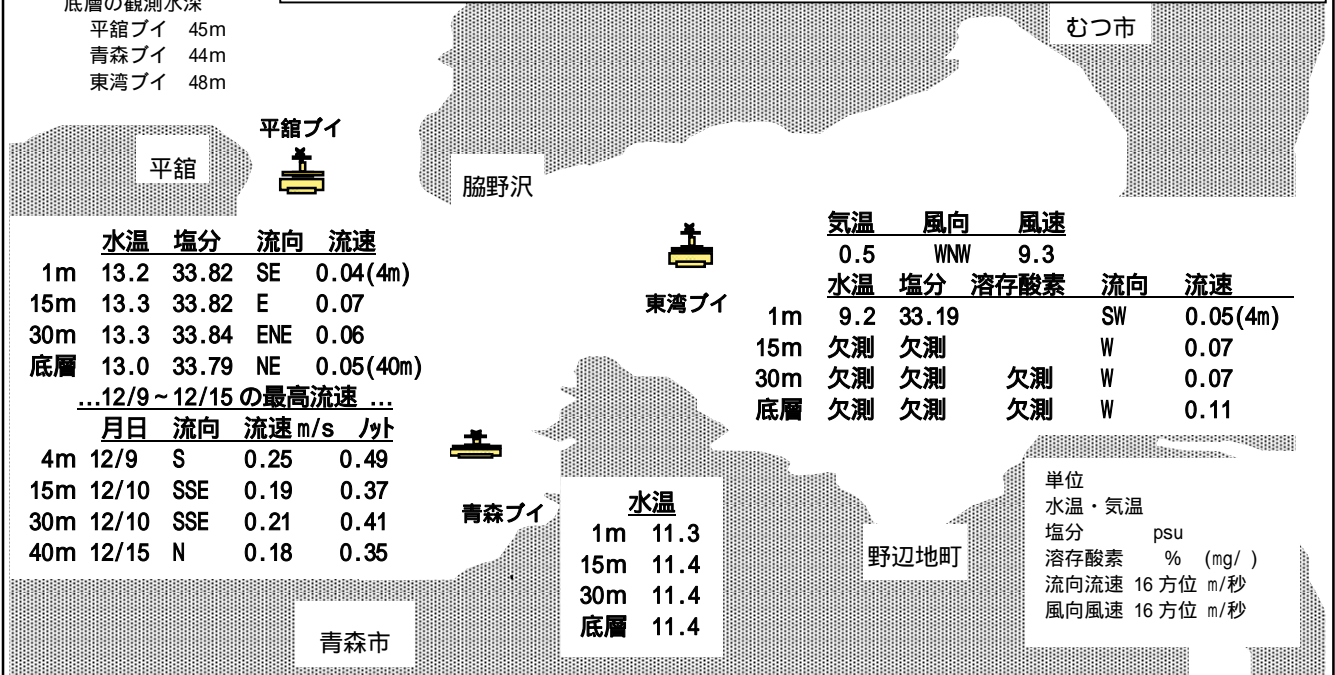 底層の観測水深
平舘ブイ 45m
青森ブイ 44m
東湾ブイ 48m
むつ市
平舘ブイ
平舘
脇野沢
水温 塩分 流向 流速
1m 13.2 33.82 SE 0.04(4m)
15m 13.3 33.82 E 0.07
30m 13.3 33.84 ENE 0.06
底層 13.0 33.79 NE 0.05(40m)
…12/9~12/15の最高流速 …
月日 流向 流速m/s ノット
4m 12/9 S 0.25 0.49
15m 12/10 SSE 0.19 0.37
30m 12/10 SSE 0.21 0.41
40m 12/15 N 0.18 0.35
東湾ブイ
気温 風向 風速
0.5 WNW 9.3
水温 塩分 溶存酸素 流向 流速
1m 9.2 33.19 SW 0.05(4m)
15m 欠測 欠測 W 0.07
30m 欠測 欠測 欠測 W 0.07
底層 欠測 欠測 欠測 W 0.11
青森ブイ
水温
1m 11.3
15m 11.4
30m 11.4
底層 11.4
野辺地町
青森市
単位
水温・気温
塩分 psu
溶存酸素 % (mg/ )
流向流速 16方位 m/秒
風向風速 16方位 m/秒